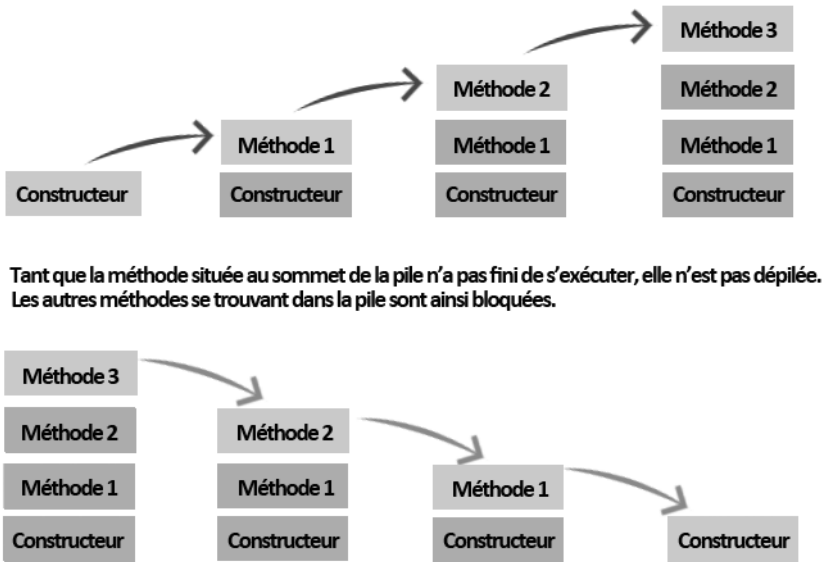 Méthode 3
Méthode 2 Méthode 2
Méthode 1 Méthode 1 Méthode 1
Constructeur Constructeur Constructeur Constructeur
Tant que la méthode située au sommet de la pile n’a pas fini de s’exécuter, elle n’est pas dépilée.
Les autres méthodes se trouvant dans la pile sont ainsi bloquées.
Méthode 3
Méthode 2 Méthode 2
Méthode 1 Méthode 1 Méthode 1
Constructeur Constructeur Constructeur Constructeur